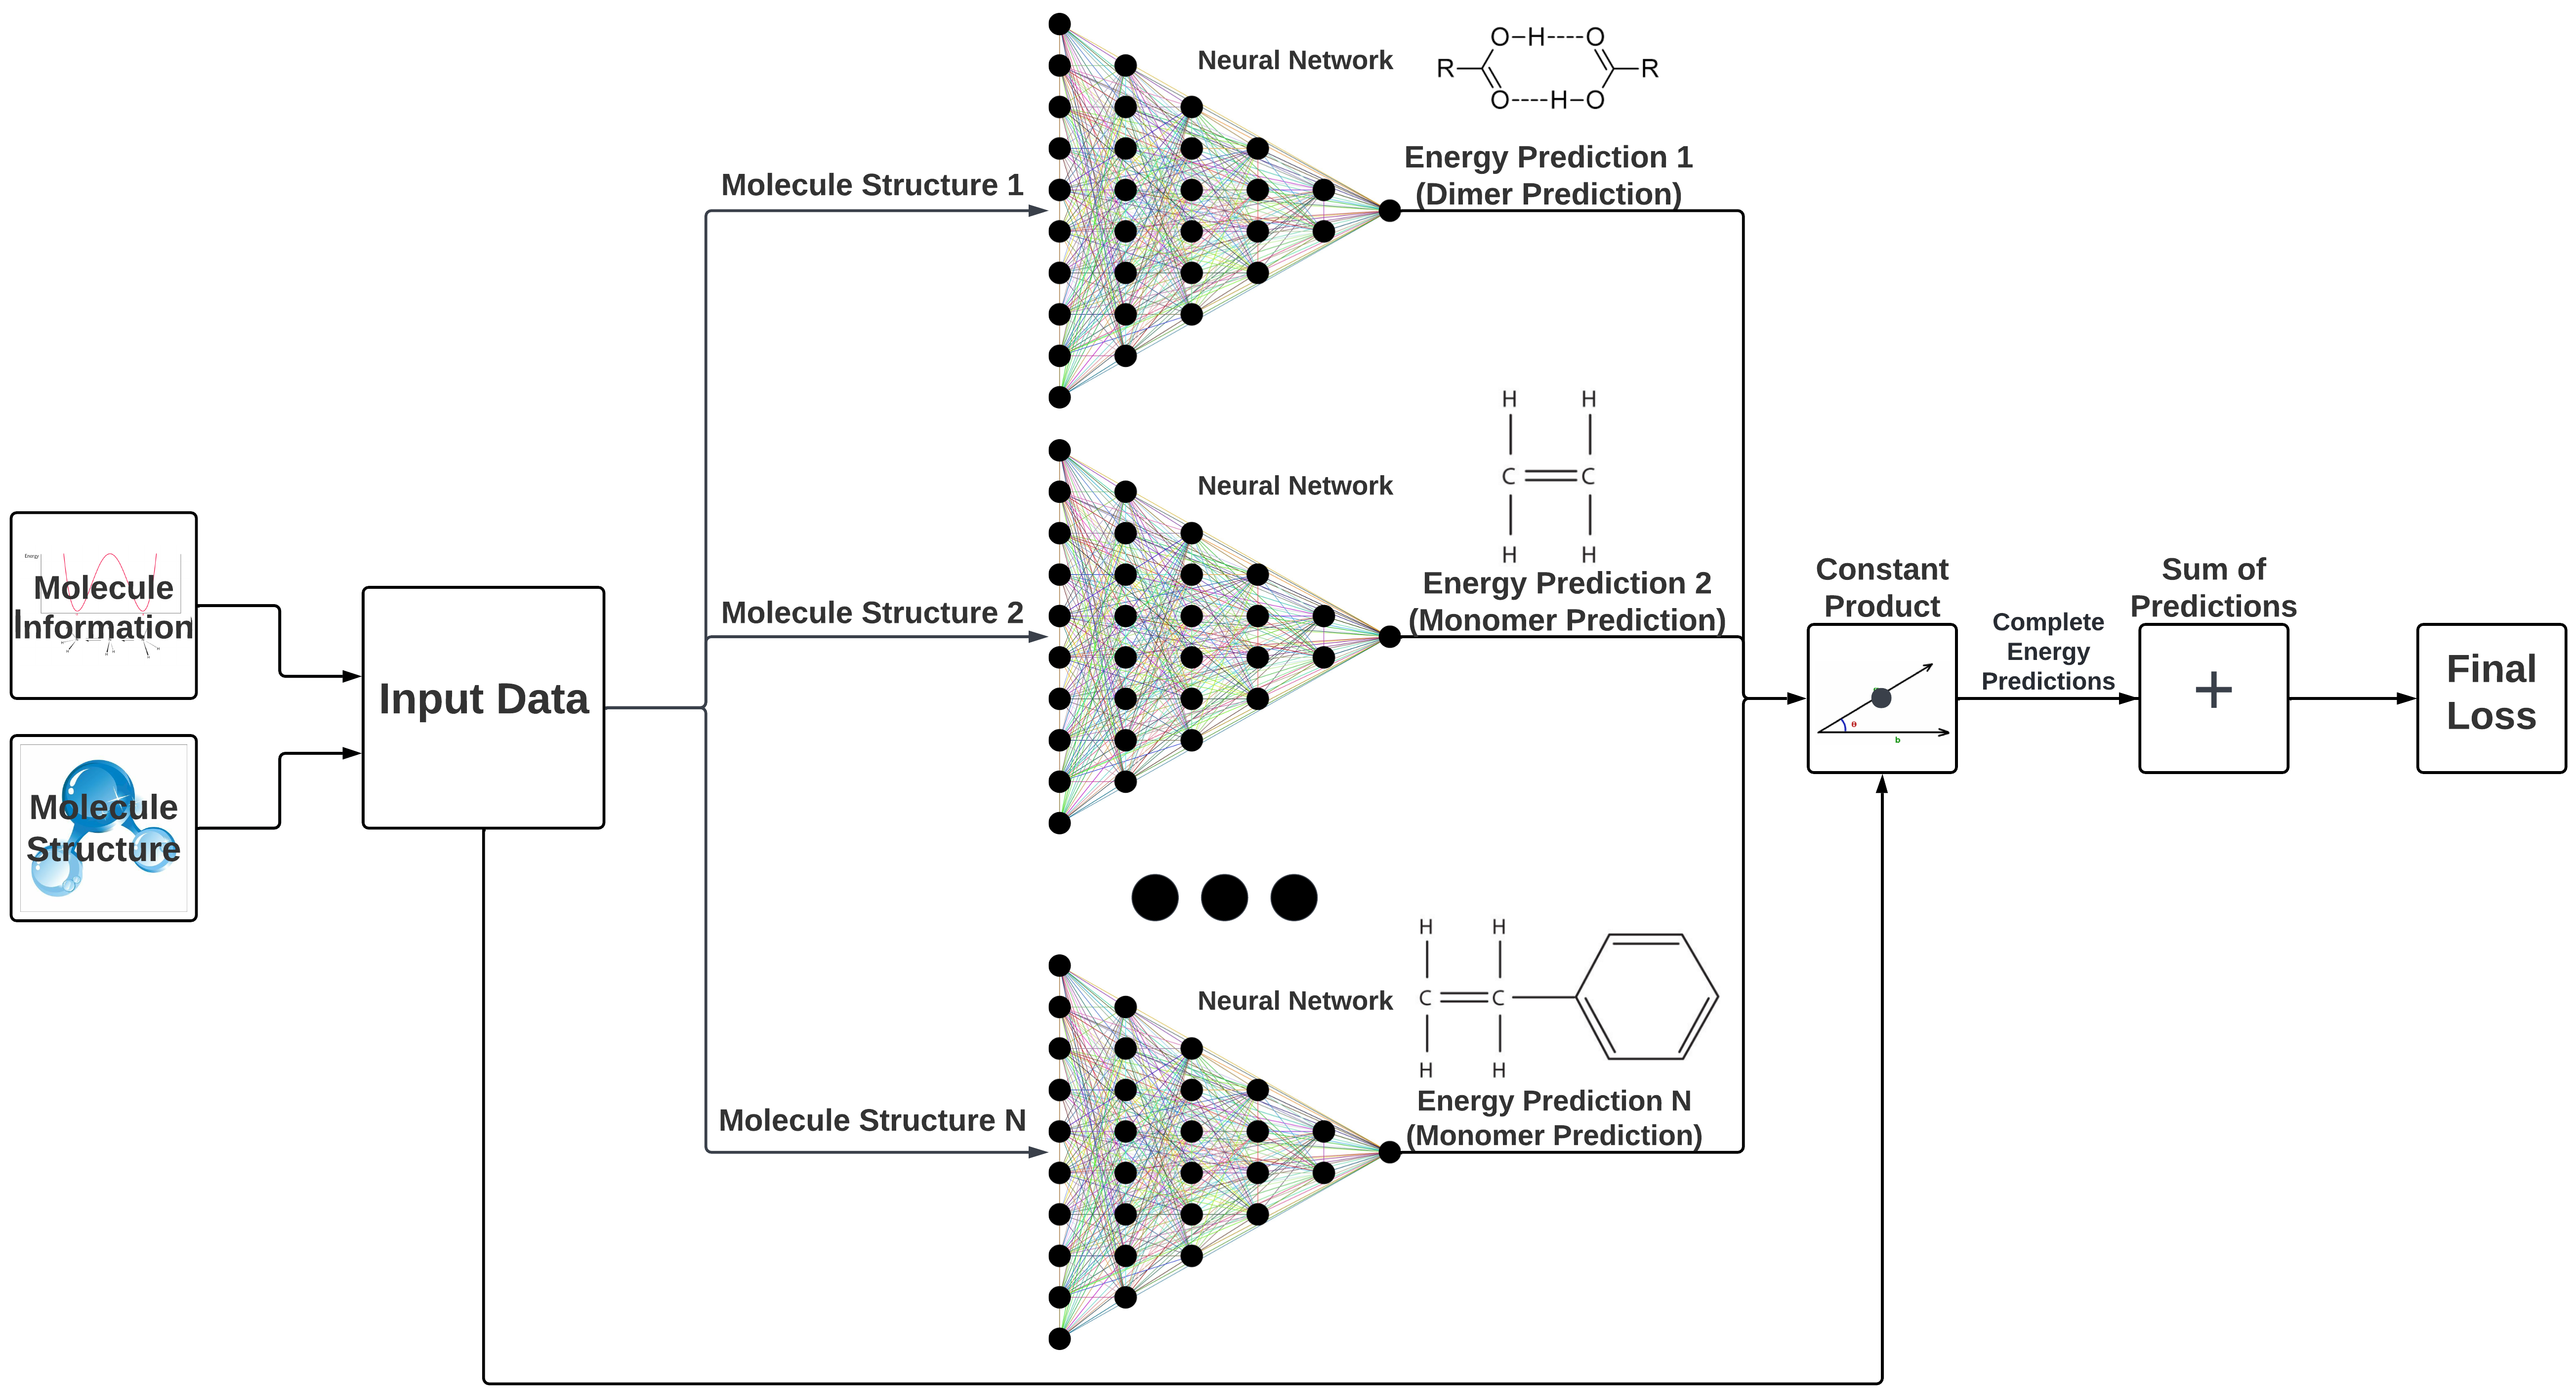 Neural Network
O H O
R R
O H O
Energy Prediction 1
(Dimer Prediction)
Molecule Structure 1
H H
Neural Network
C C
H H
Energy Prediction 2
(Monomer Prediction)
Molecule Structure 2
Energy
Molecule
Information
Input Data
Molecule
Structure
Constant
Product
θ
b
Complete
Energy
Predictions
Sum of
Predictions
+
Final
Loss
H H
Neural Network
C C
H H
Energy Prediction N
(Monomer Prediction)
Molecule Structure N